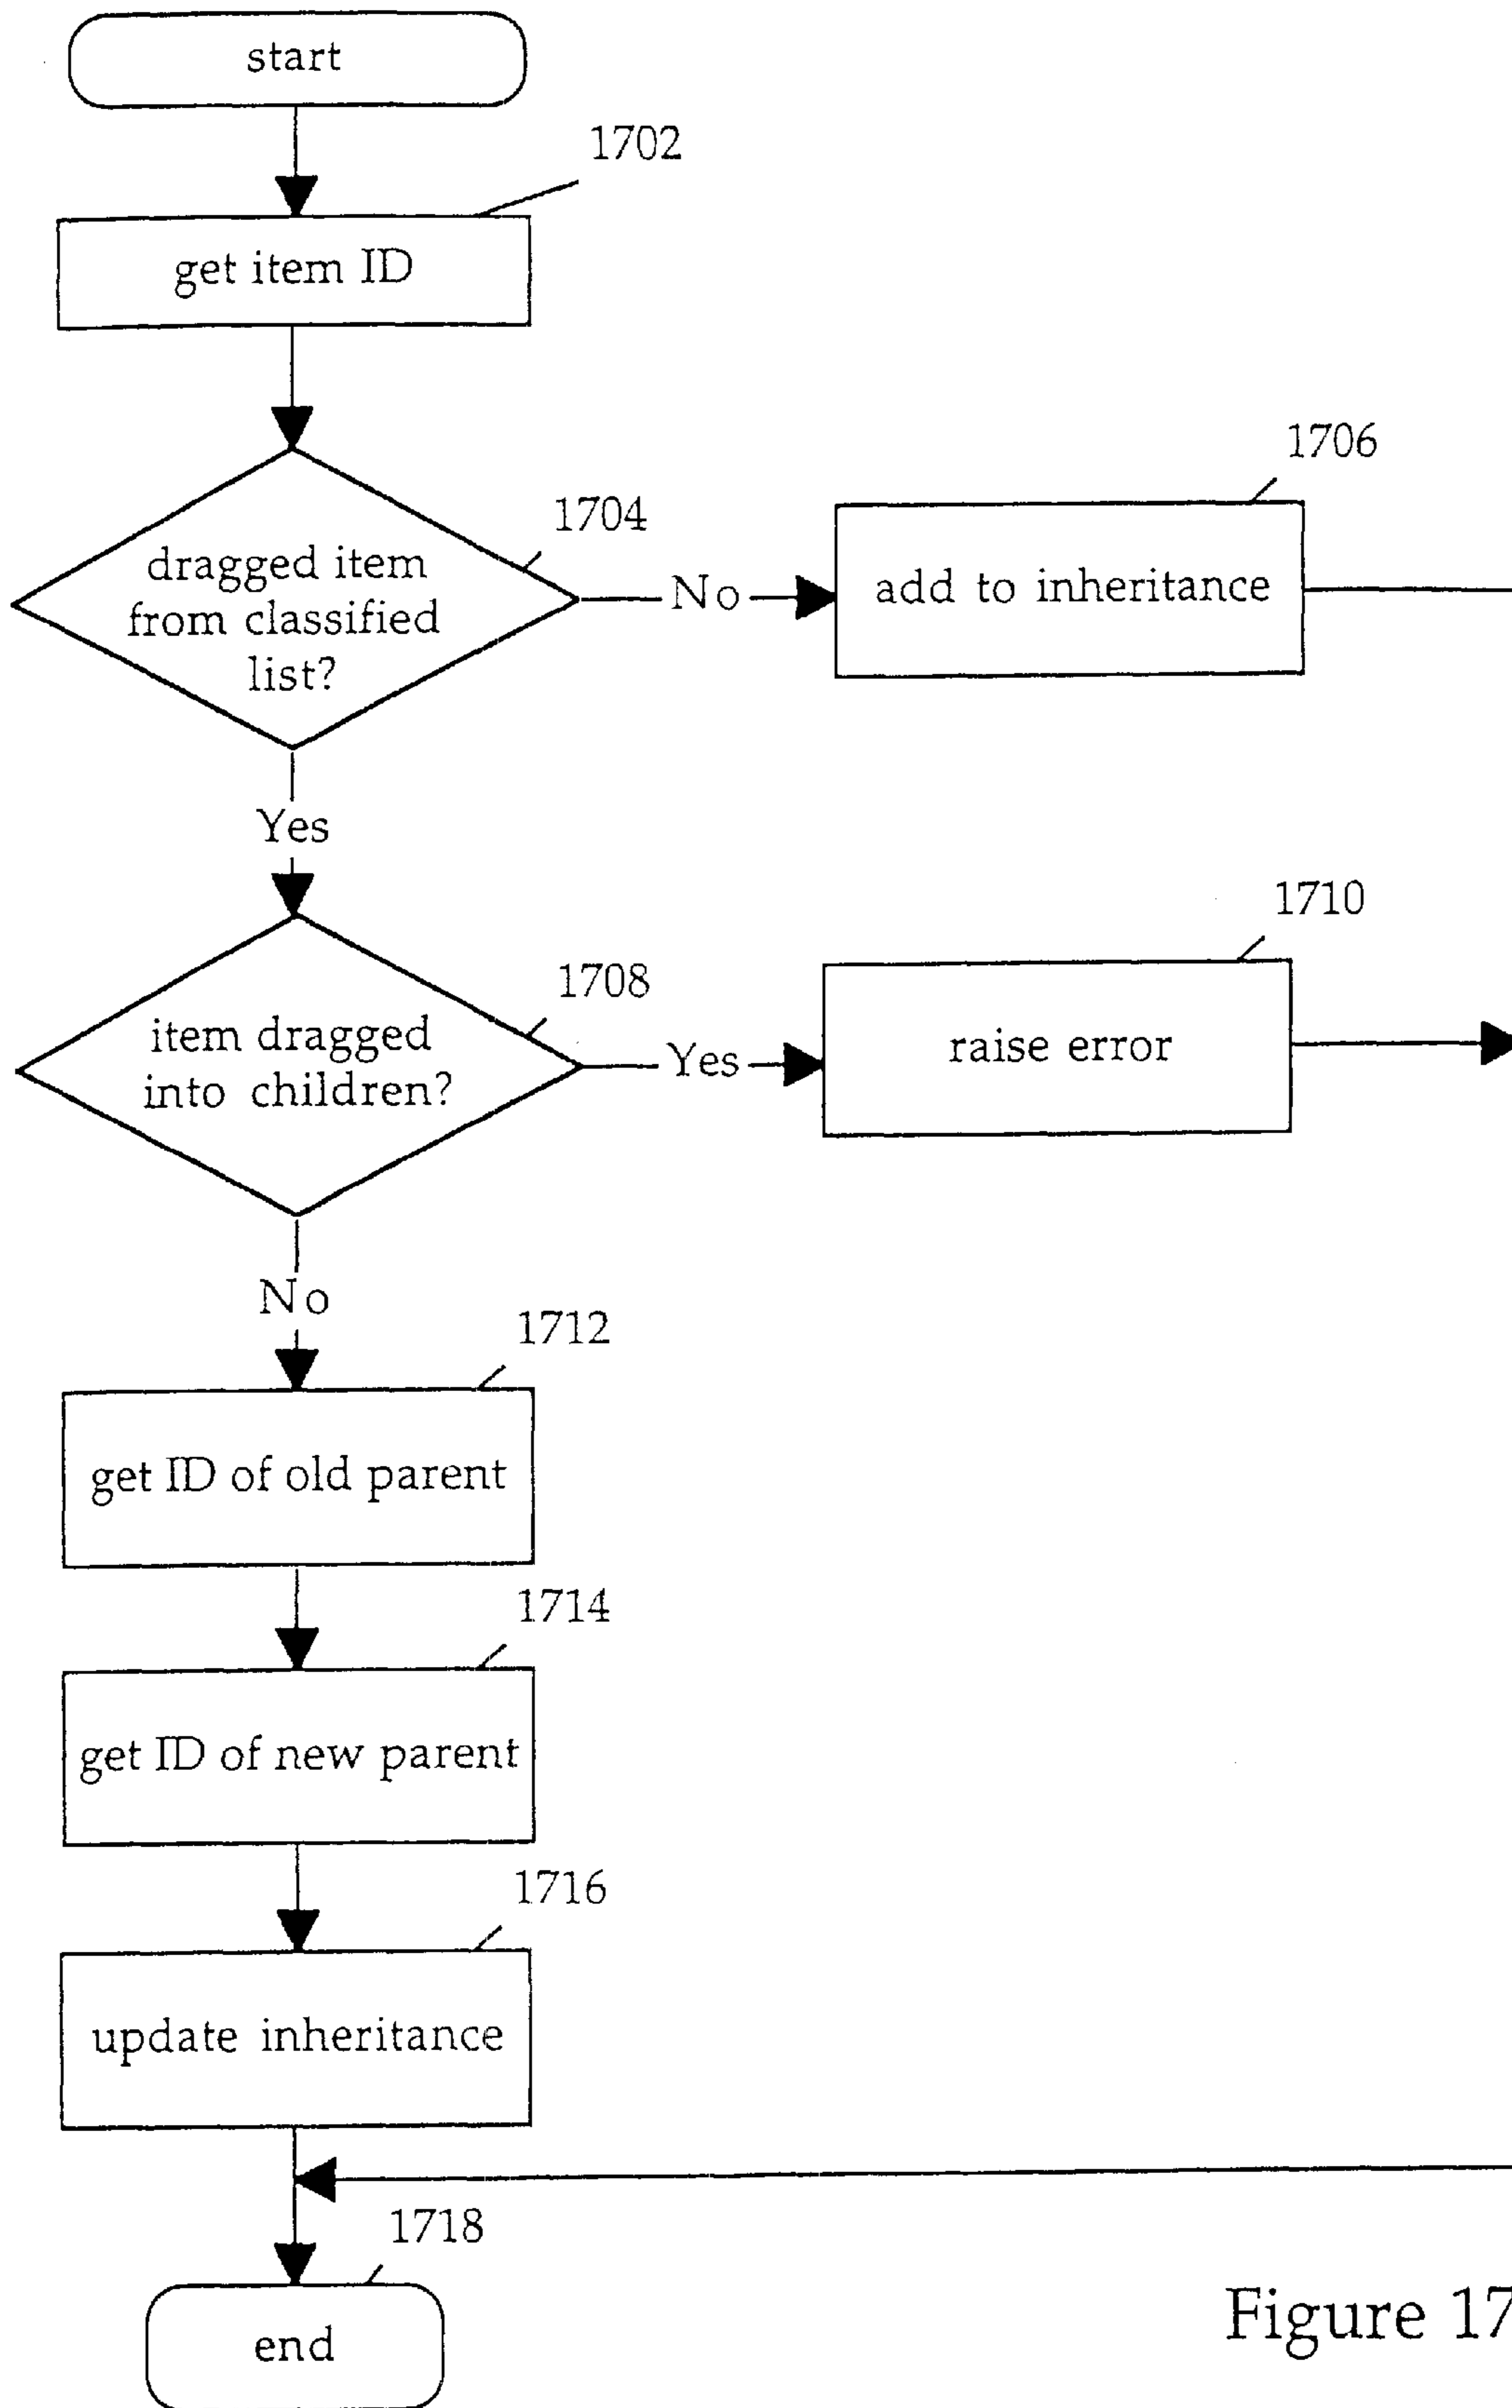 start
1702
get item ID
1706
1704
dragged item
from classified
list?
No
add to inheritance
Yes
1710
1708
item dragged
into children?
Yes
raise error
No
1712
get ID of old parent
1714
get ID of new parent
1716
update inheritance
1718
end
Figure 17